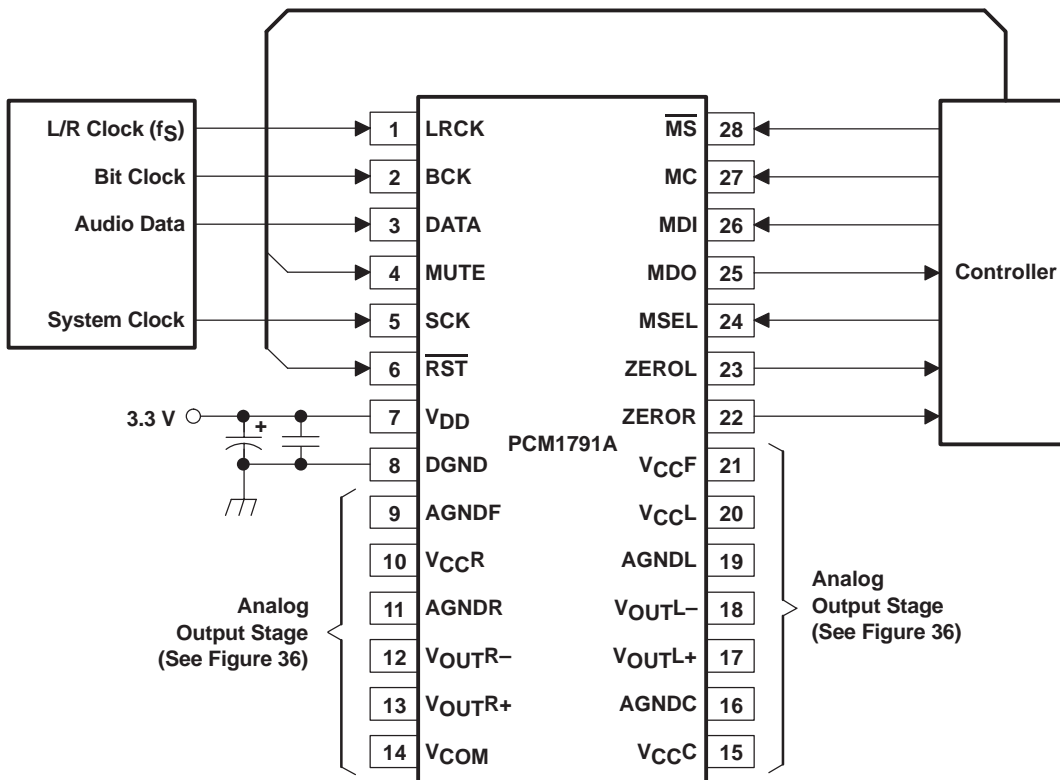 L/R Clock (fS)
Bit Clock
Audio Data
System Clock
3.3 V
+
Analog
Output Stage
(See Figure 36)
1 LRCK
2 BCK
3 DATA
4 MUTE
5 SCK
6 RST
7 VDD
8 DGND
9 AGNDF
10 VCCR
11 AGNDR
12 VOUTR–
13 VOUTR+
14 VCOM
PCM1791A
MS 28
MC 27
MDI 26
MDO 25
MSEL 24
ZEROL 23
ZEROR 22
VCCF 21
VCCL 20
AGNDL 19
VOUTL– 18
VOUTL+ 17
AGNDC 16
VCCC 15
Controller
Analog
Output Stage
(See Figure 36)